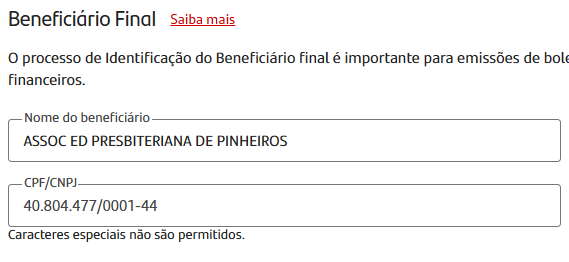 Beneficiário Final Saiba mais
O processo de Identificação do Beneficiário final é importante para emissões de
financeiros.
Nome do beneficiário
ASSOC ED PRESBITERIANA DE PINHEIROS
CPF/CNPJ
40.804.477/0001-44
Caracteres especiais não são permitidos.